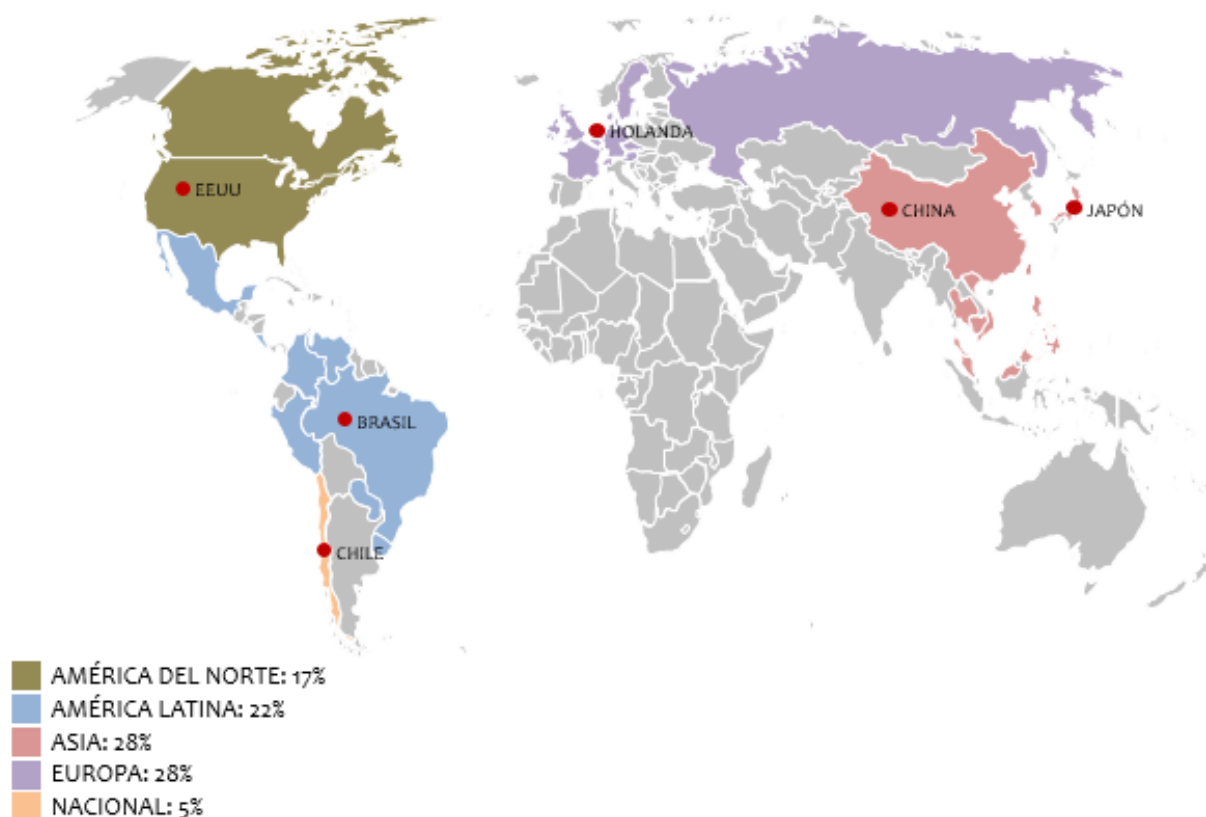 HOLANDA
EEUU
CHINA
JAPÓN
BRASIL
CHILE
AMÉRICA DEL NORTE: 17%
AMÉRICA LATINA: 22%
ASIA: 28%
EUROPA: 28%
NACIONAL: 5%